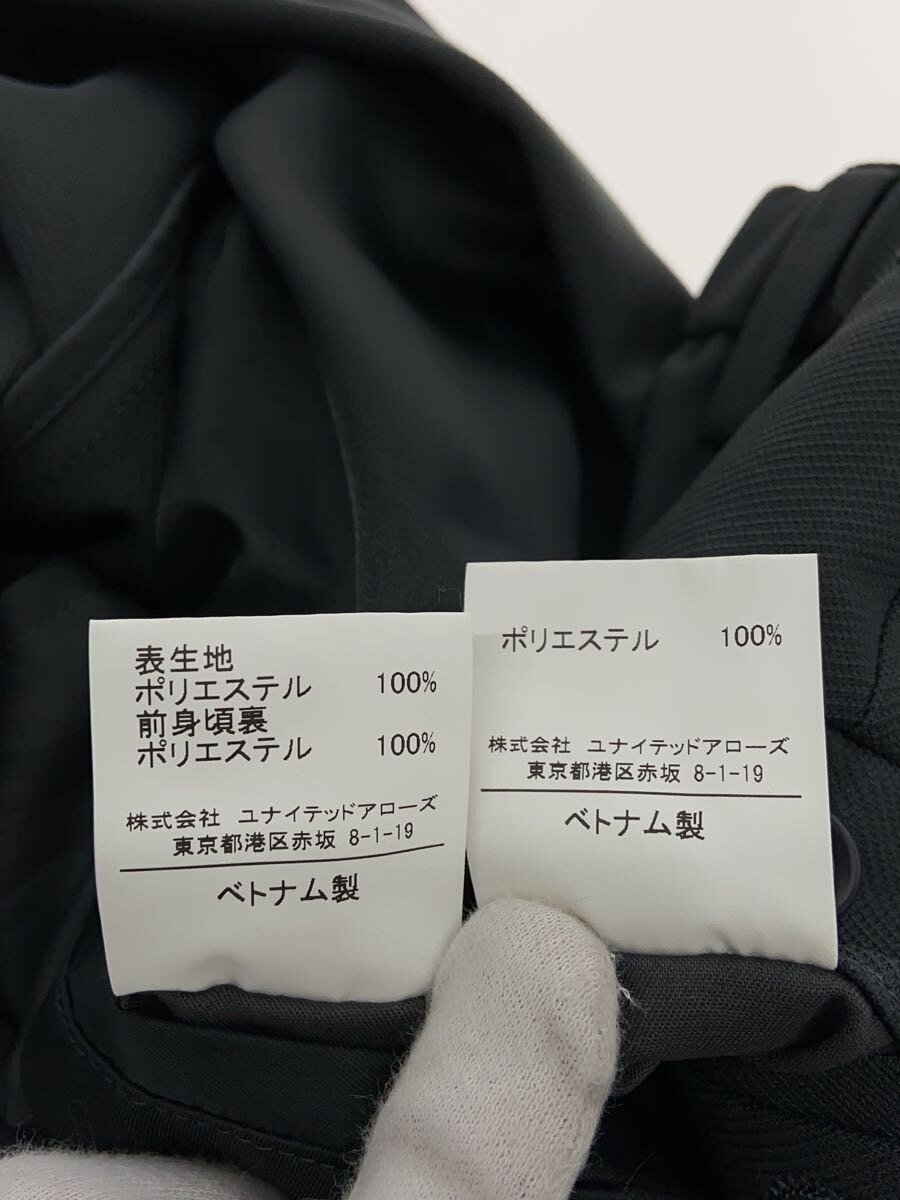 表生地
ポリエステル 100%
前身頃裏
ポリエステル 100%
株式会社 ユナイテッドアローズ
東京都港区赤坂 8-1-19
ベトナム製
ポリエステル 100%
株式会社 ユナイテッドアローズ
東京都港区赤坂 8-1-19
ベトナム製